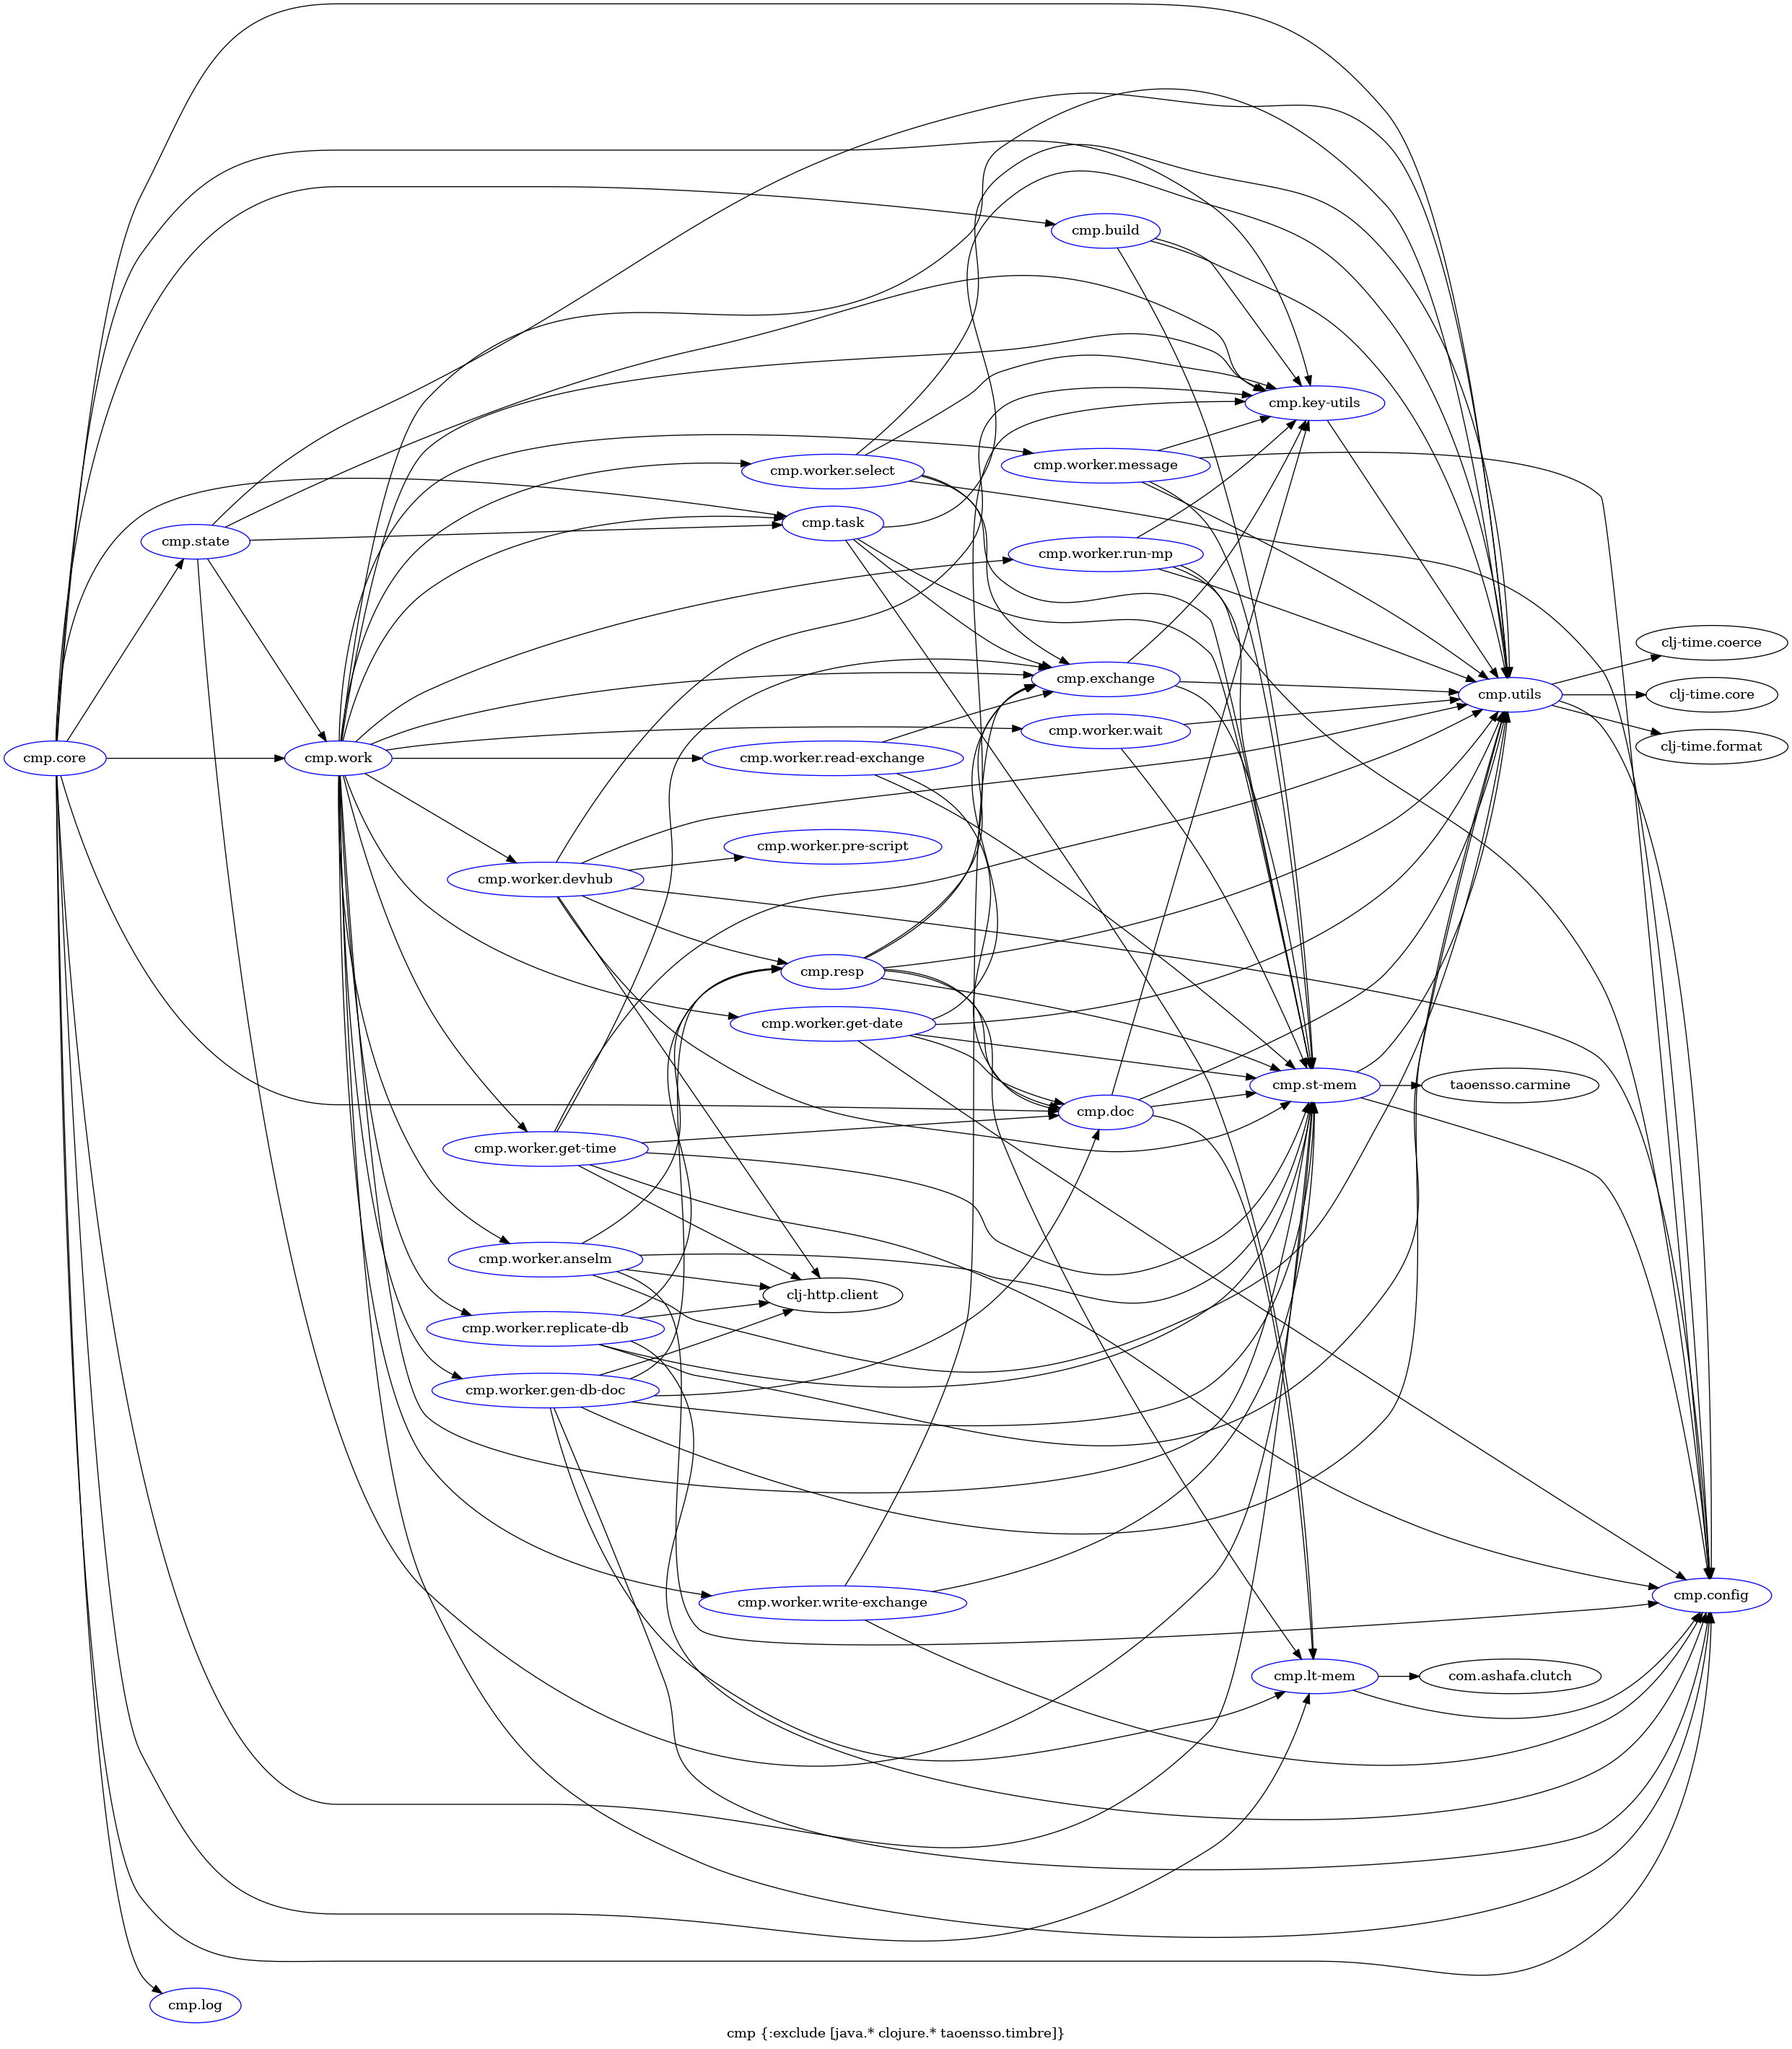 cmp.build
cmp.key-utils
cmp.worker.message
cmp.worker.select
cmp.task
cmp.state
cmp.worker.run-mp
clj-time.coerce
cmp.exchange
cmp.utils
clj-time.core
cmp.worker.wait
clj-time.format
cmp.core
cmp.work
cmp.worker.read-exchange
cmp.worker.pre-script
cmp.worker.devhub
cmp.resp
cmp.worker.get-date
cmp.st-mem
taoensso.carmine
cmp.doc
cmp.worker.get-time
cmp.worker.anselm
clj-http.client
cmp.worker.replicate-db
cmp.worker.gen-db-doc
cmp.config
cmp.worker.write-exchange
cmp.lt-mem
com.ashafa.clutch
cmp.log
cmp {:exclude [java.* clojure.* taoensso.timbre]}